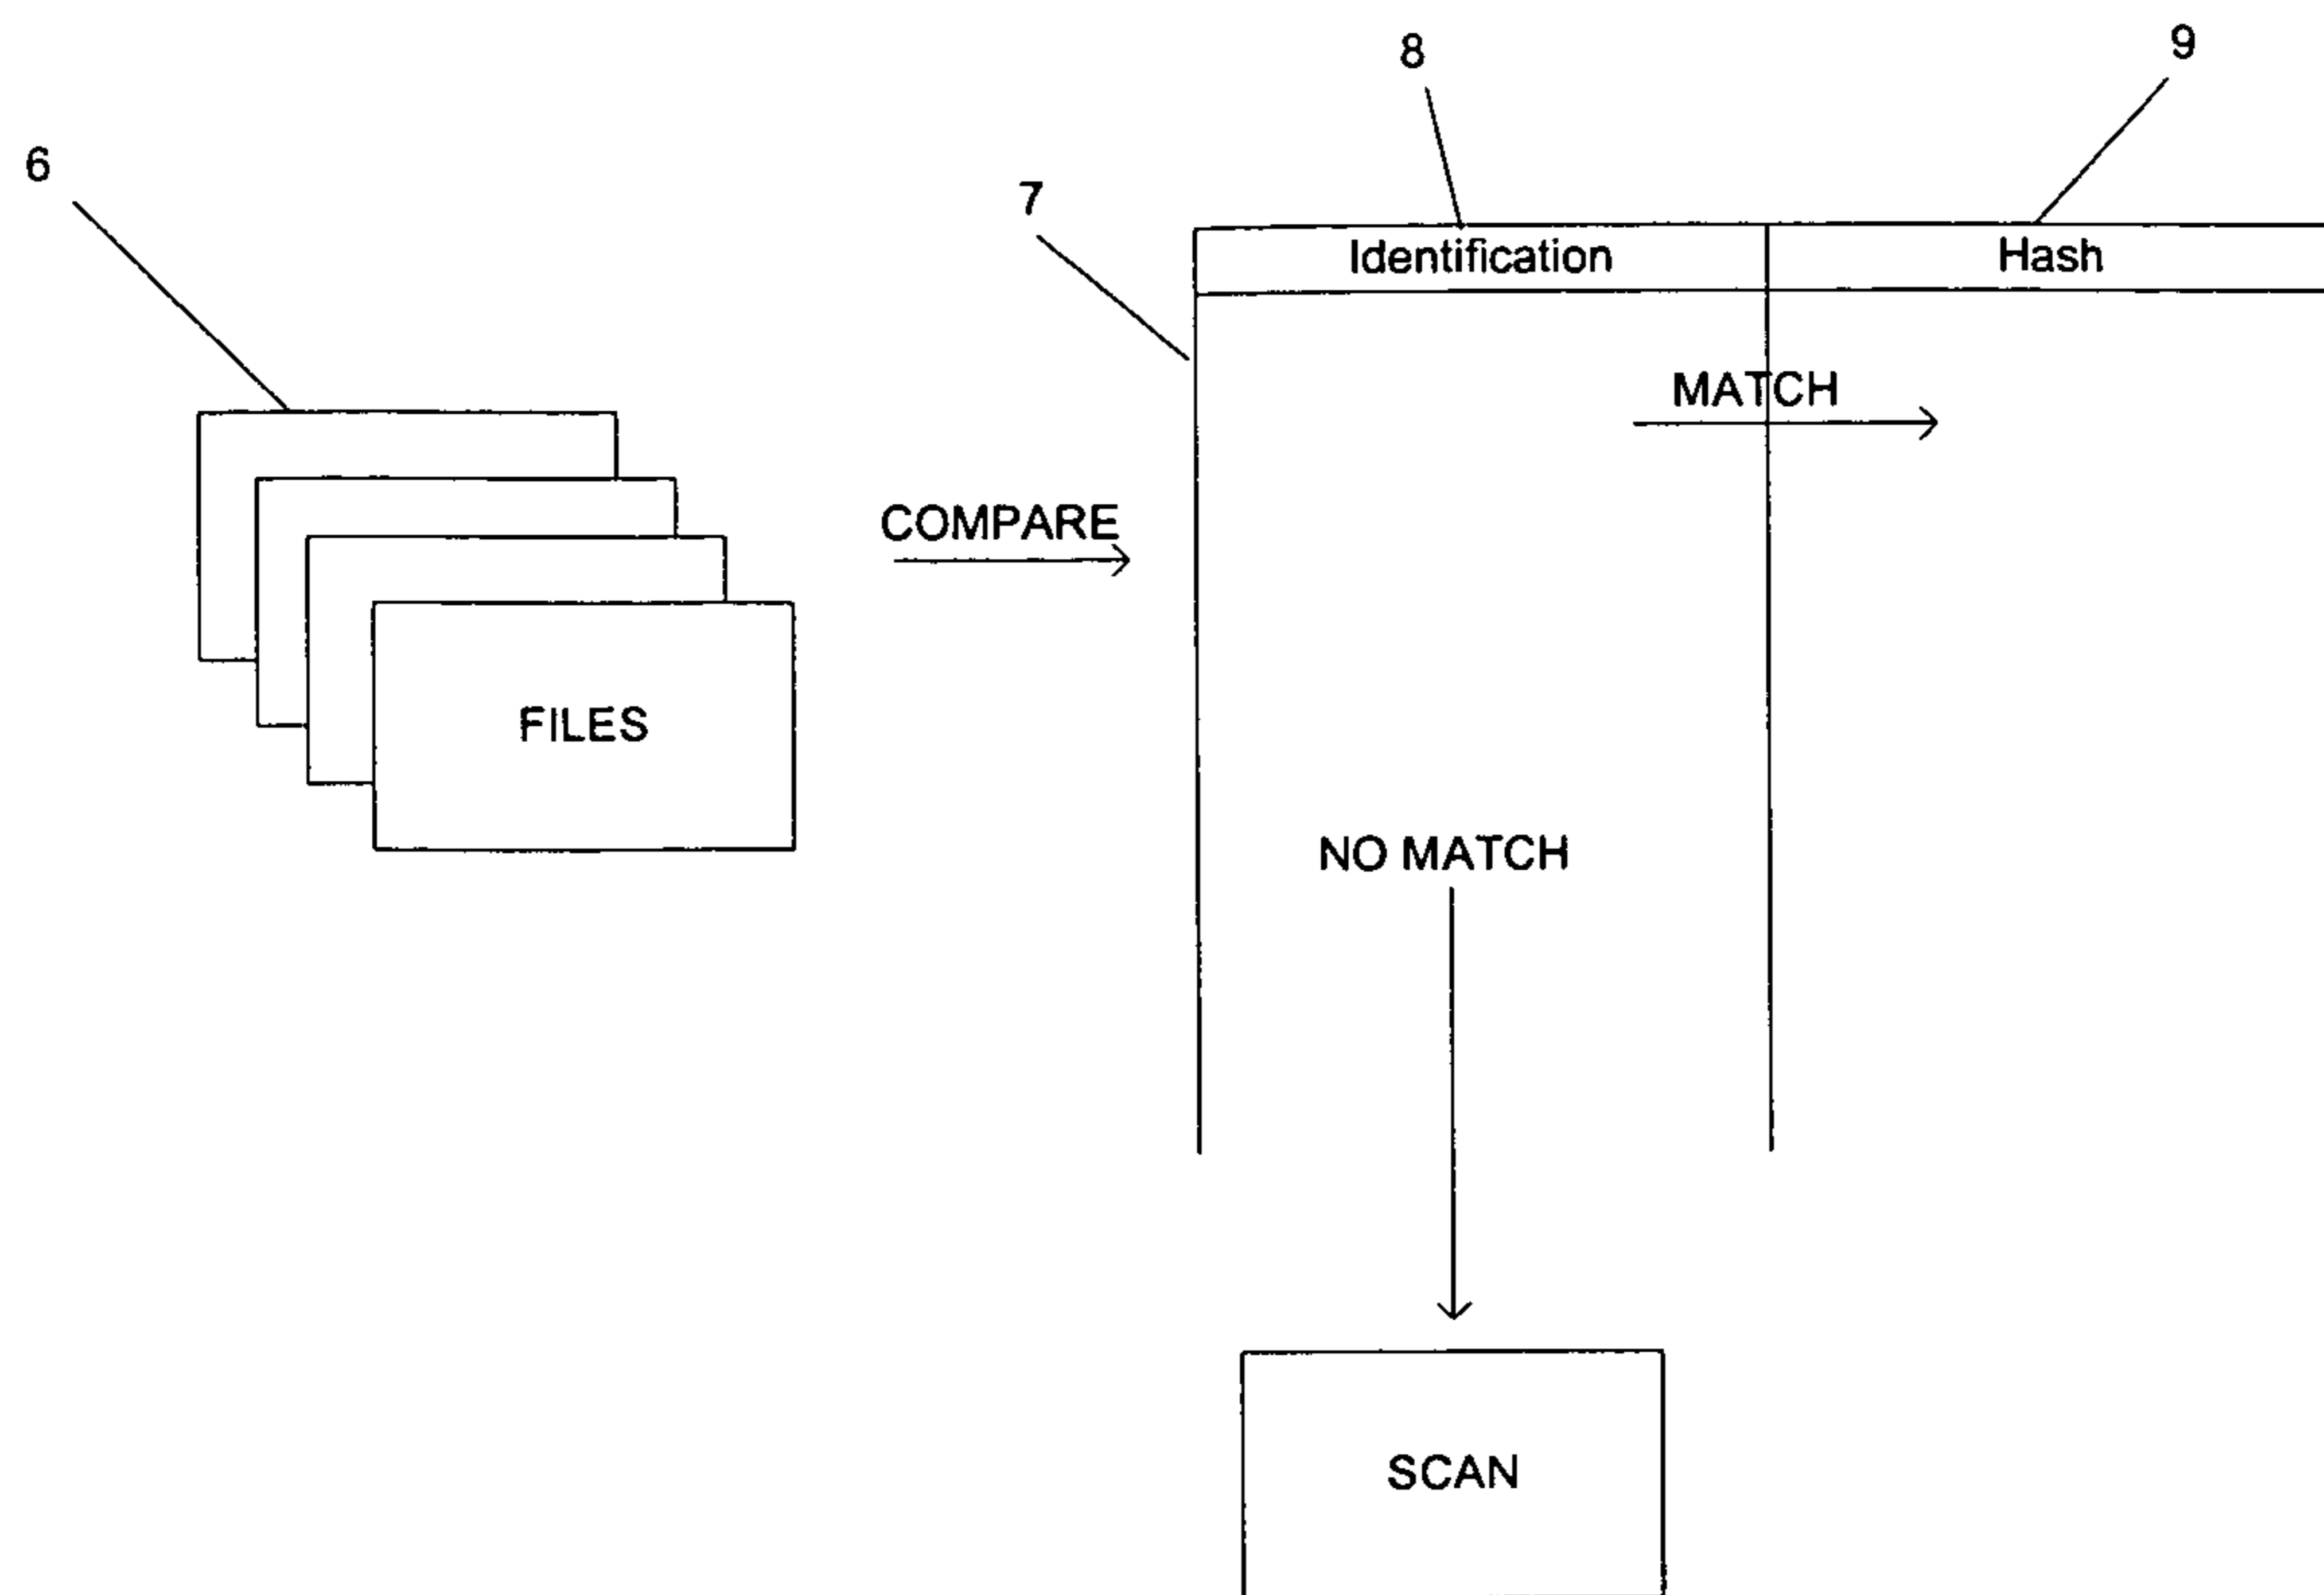 8
9
6
7
Identification
Hash
MATCH
COMPARE
FILES
NO MATCH
SCAN